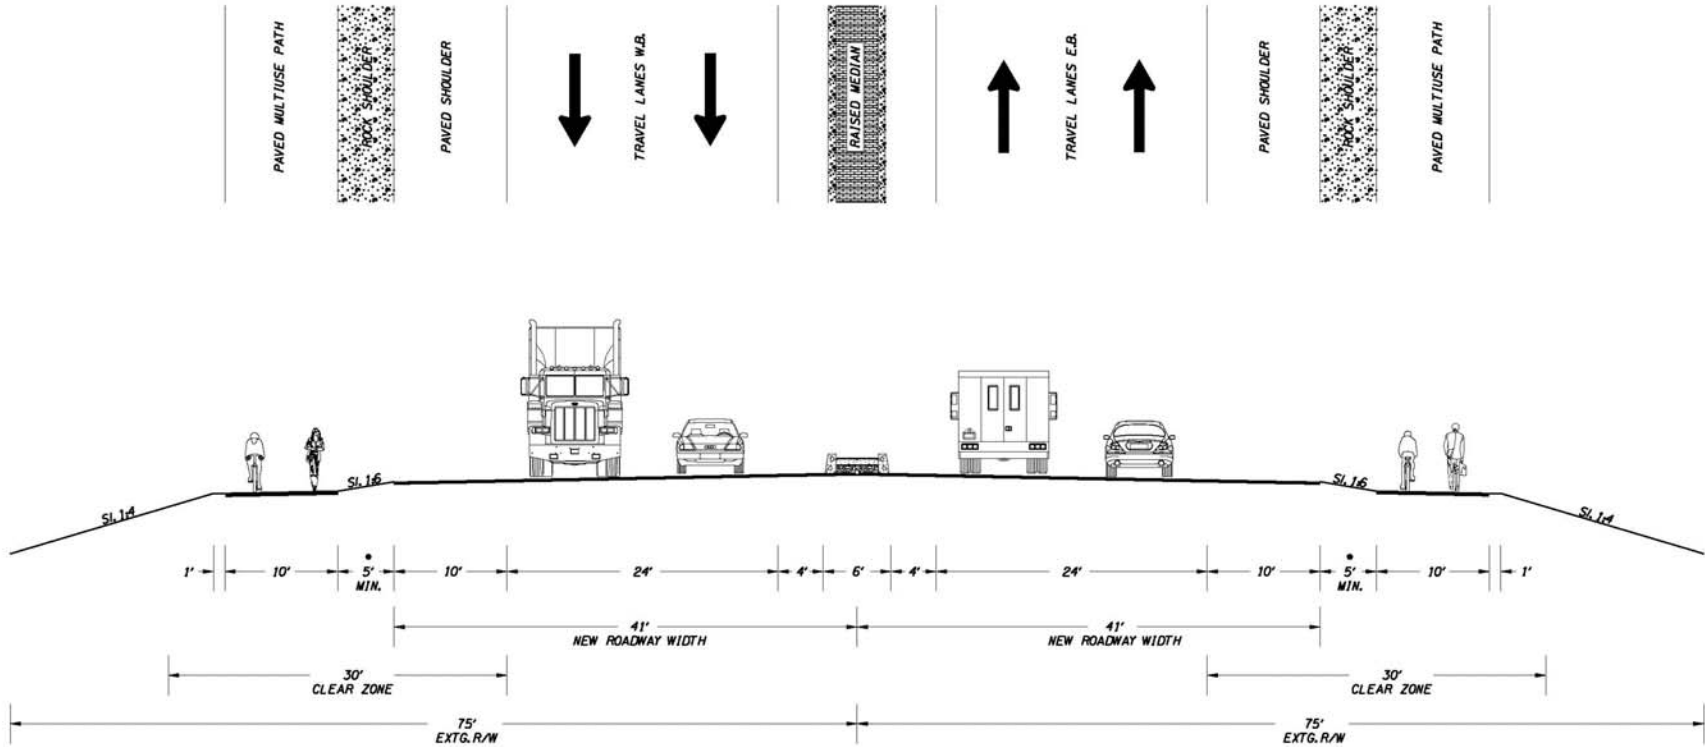 PAVED MULTIUSE PATH
ROCK SHOULDER
PAVED SHOULDER
TRAVEL LANES W.B.
RAISED MEDIAN
TRAVEL LANES E.B.
PAVED SHOULDER
ROCK SHOULDER
PAVED MULTIUSE PATH
Sl. 1:4
Sl. 1:6
Sl. 1:6
Sl. 1:4
1' 10' 5' 10' 24' 4' 6' 4' 24' 10' 5' 10' 1'
MIN. MIN.
41' 41'
NEW ROADWAY WIDTH NEW ROADWAY WIDTH
30' 30'
CLEAR ZONE CLEAR ZONE
75' 75'
EXTG. R/W EXTG. R/W